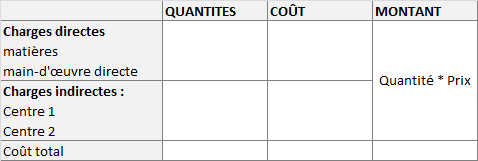 QUANTITES COÛT MONTANT
Charges directes
matières
main-d'œuvre directe
Quantité * Prix
Charges indirectes :
Centre 1
Centre 2
Coût total